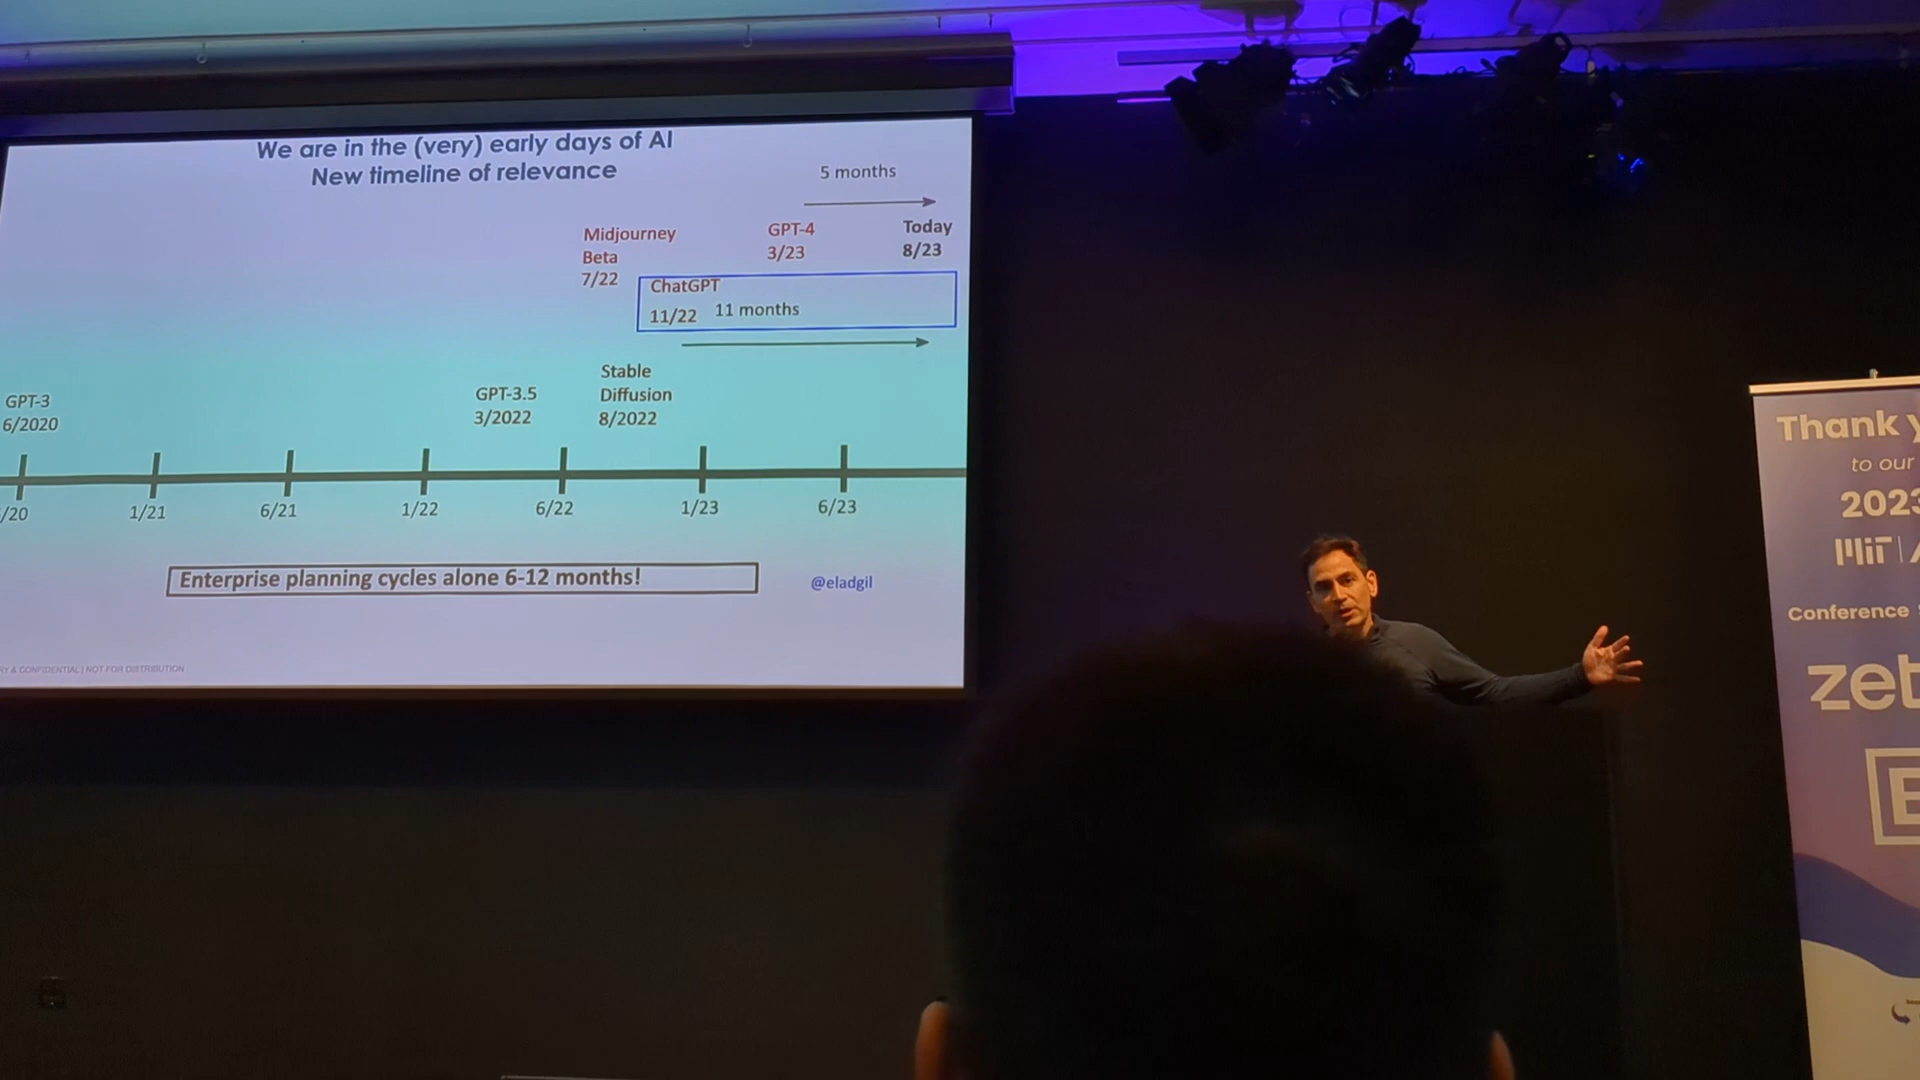 We are in the (very) early days of AI
New timeline of relevance
5 months
Midjourney
Beta
7/22
GPT-4
3/23
Today
8/23
ChatGPT
11/22 11 months
Stable
Diffusion
8/2022
GPT-3.5
3/2022
GPT-3
6/2020
/20 1/21 6/21 1/22 6/22 1/23 6/23
Enterprise planning cycles alone 6-12 months!
@eladgil
RY & CONFIDENTIAL | NOT FOR DISTRIBUTION
Thank y
to our
2023
MIT
Conference
zet
E